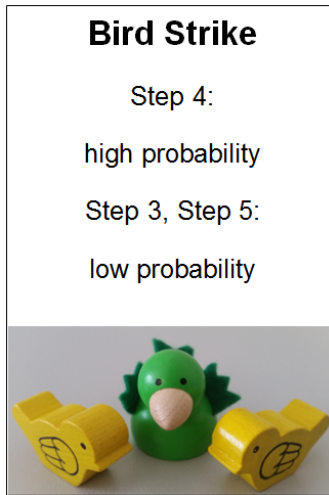 Bird Strike
Step 4:
high probability
Step 3, Step 5:
low probability